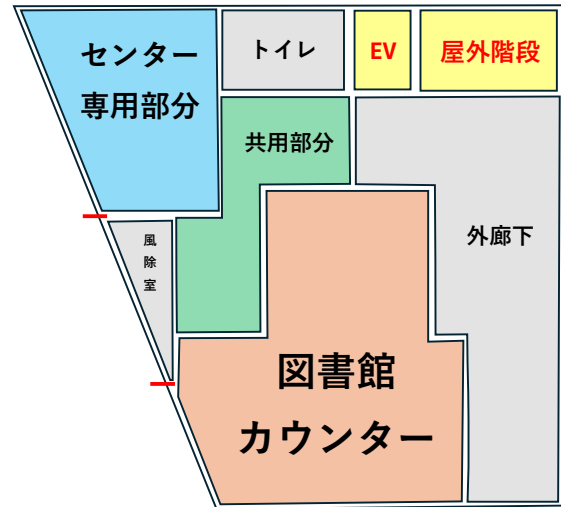 センター
専用部分
トイレ
EV
屋外階段
共用部分
風
除
室
外廊下
図書館
カウンター